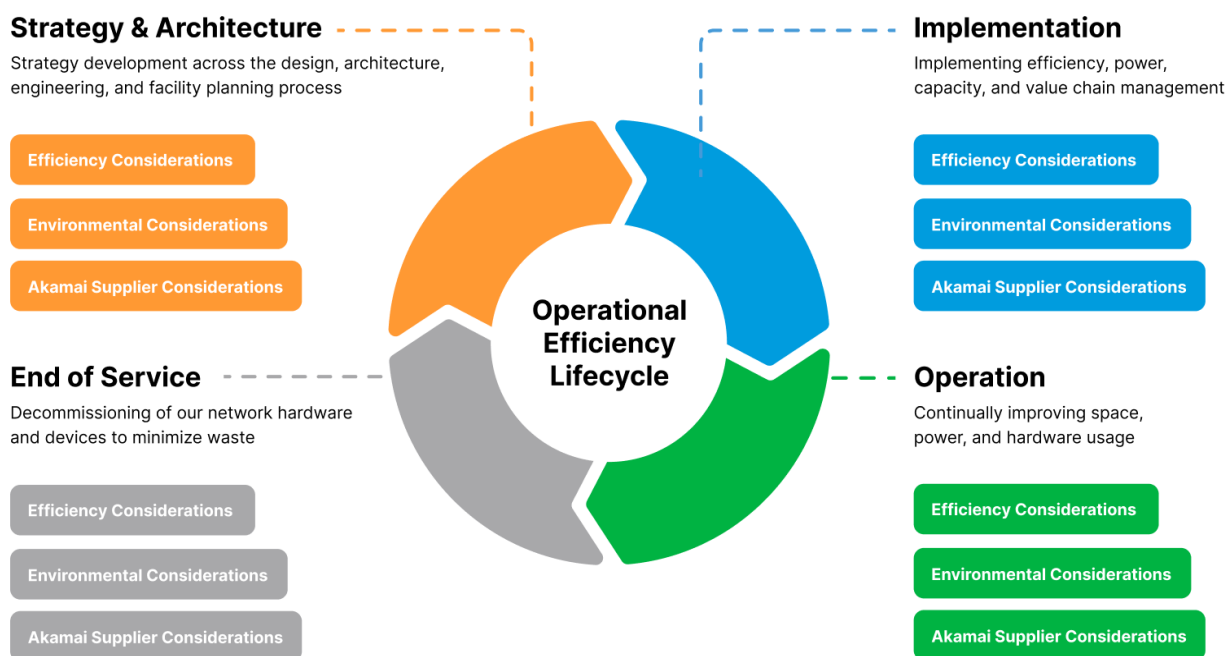 Strategy & Architecture
Strategy development across the design, architecture,
engineering, and facility planning process
Efficiency Considerations
Environmental Considerations
Akamai Supplier Considerations
Implementation
Implementing efficiency, power,
capacity, and value chain management
Efficiency Considerations
Environmental Considerations
Akamai Supplier Considerations
Operational
Efficiency
Lifecycle
End of Service
Decommissioning of our network hardware
and devices to minimize waste
Efficiency Considerations
Environmental Considerations
Akamai Supplier Considerations
Operation
Continually improving space,
power, and hardware usage
Efficiency Considerations
Environmental Considerations
Akamai Supplier Considerations